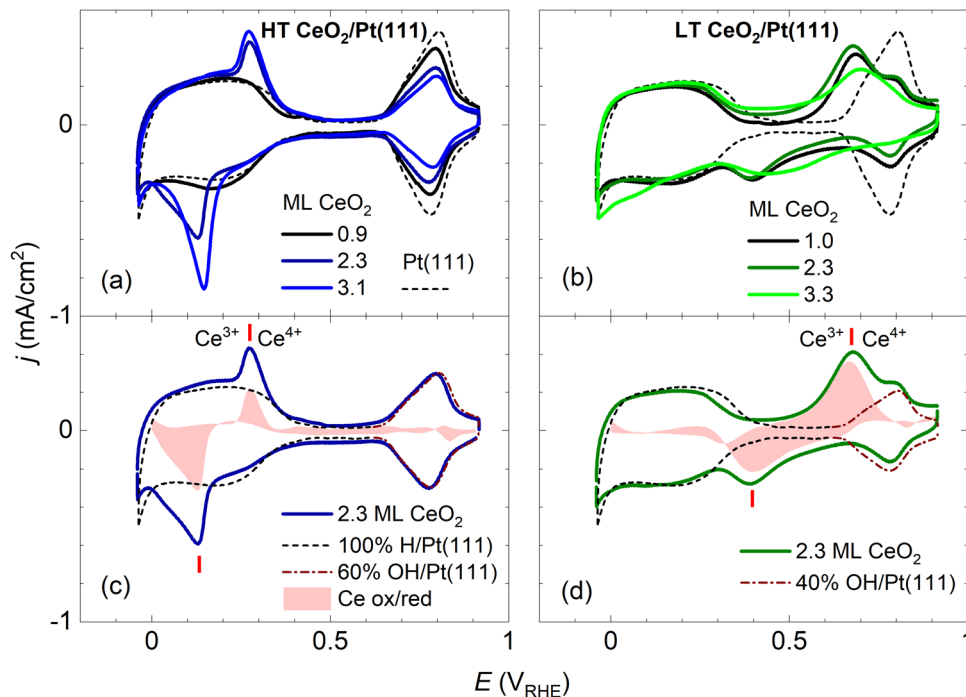 HT CeO₂/Pt(111)
ML CeO₂
0.9
2.3
3.1
Pt(111)
(a)
LT CeO₂/Pt(111)
ML CeO₂
1.0
2.3
3.3
(b)
0
-1
j (mA/cm²)
Ce³⁺ Ce⁴⁺
2.3 ML CeO₂
100% H/Pt(111)
60% OH/Pt(111)
Ce ox/red
(c)
Ce³⁺ Ce⁴⁺
2.3 ML CeO₂
40% OH/Pt(111)
(d)
0
-1
0 0.5 1
0 0.5 1
E (V_RHE)